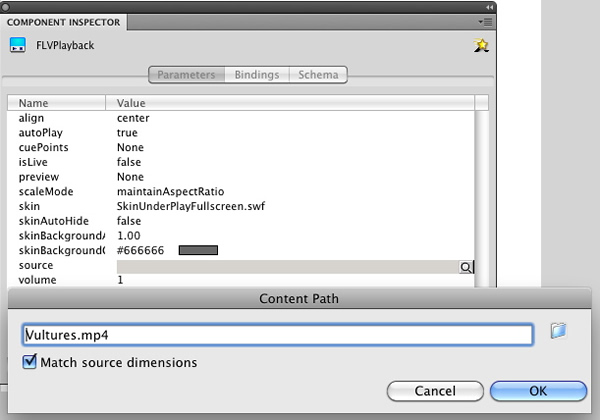 COMPONENT INSPECTOR
FLVPlayback
Parameters Bindings Schema
Name Value
align center
autoPlay true
cuePoints None
isLive false
preview None
scaleMode maintainAspectRatio
skin SkinUnderPlayFullscreen.swf
skinAutoHide false
skinBackgroundA 1.00
skinBackgroundC #666666
source
volume 1
Content Path
Vultures.mp4
Match source dimensions
Cancel OK